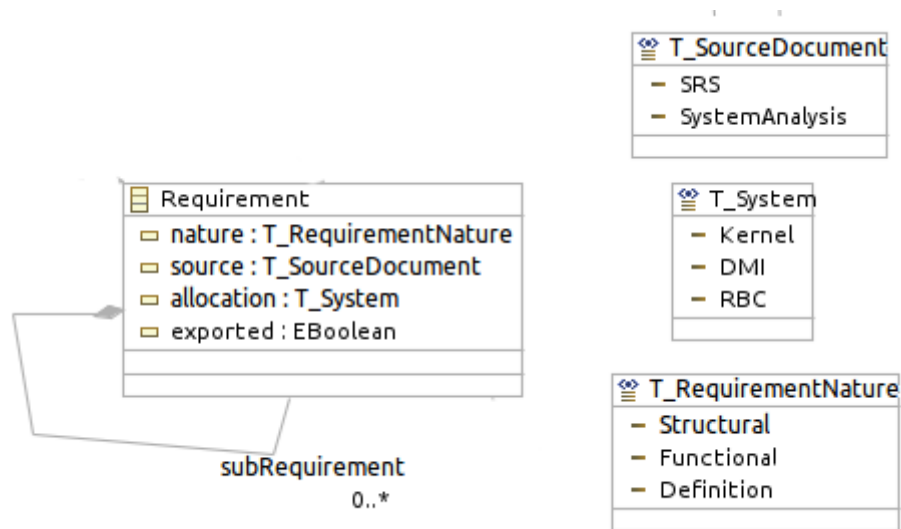 T_SourceDocument
SRS
SystemAnalysis
Requirement
nature : T_RequirementNature
source : T_SourceDocument
allocation : T_System
exported : EBoolean
subRequirement
0..*
T_System
Kernel
DMI
RBC
T_RequirementNature
Structural
Functional
Definition